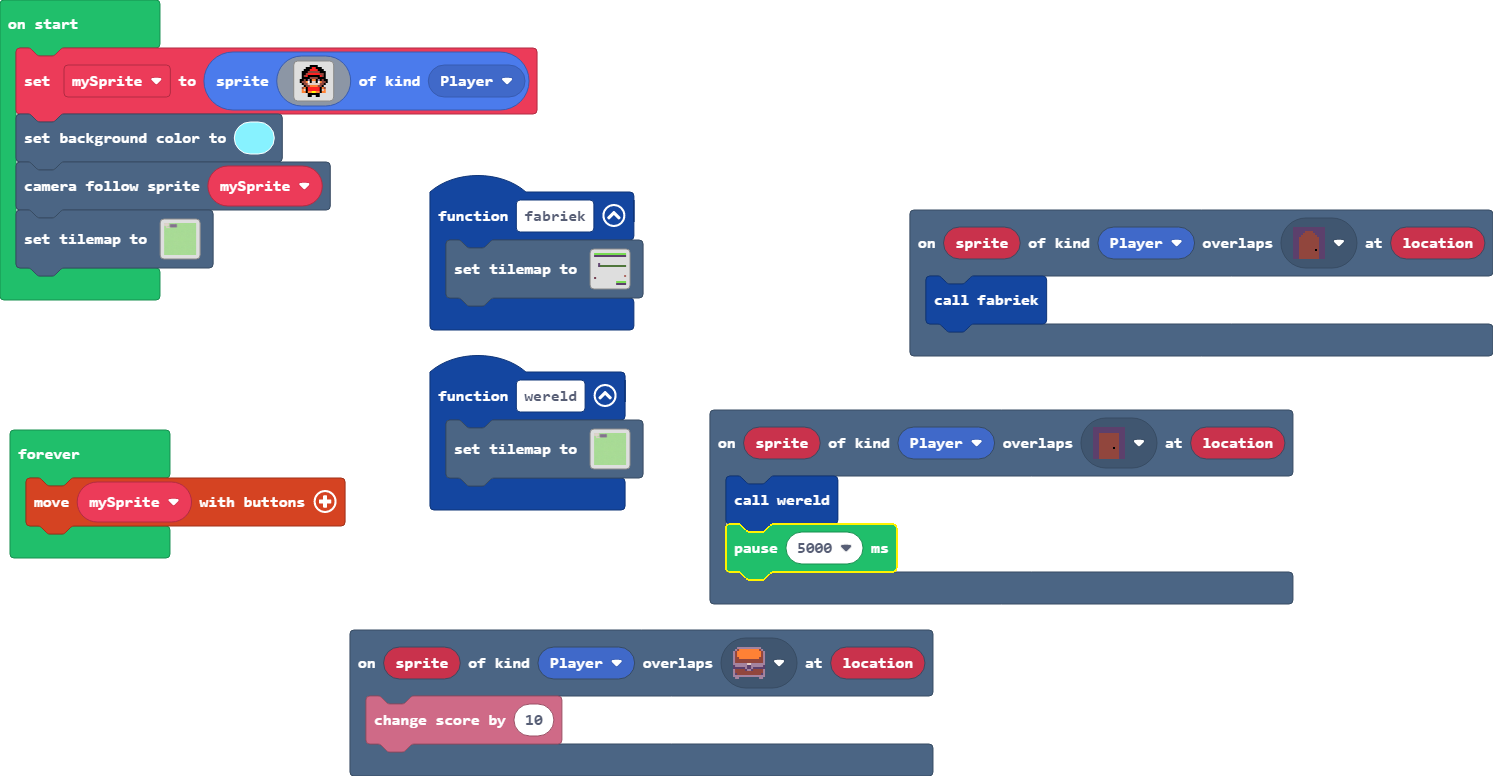 on start
set mySprite to sprite of kind Player
set background color to
camera follow sprite mySprite
set tilemap to
function fabriek
set tilemap to
on sprite of kind Player overlaps at location
call fabriek
function wereld
set tilemap to
forever
move mySprite with buttons
on sprite of kind Player overlaps at location
call wereld
pause 5000 ms
on sprite of kind Player overlaps at location
change score by 10